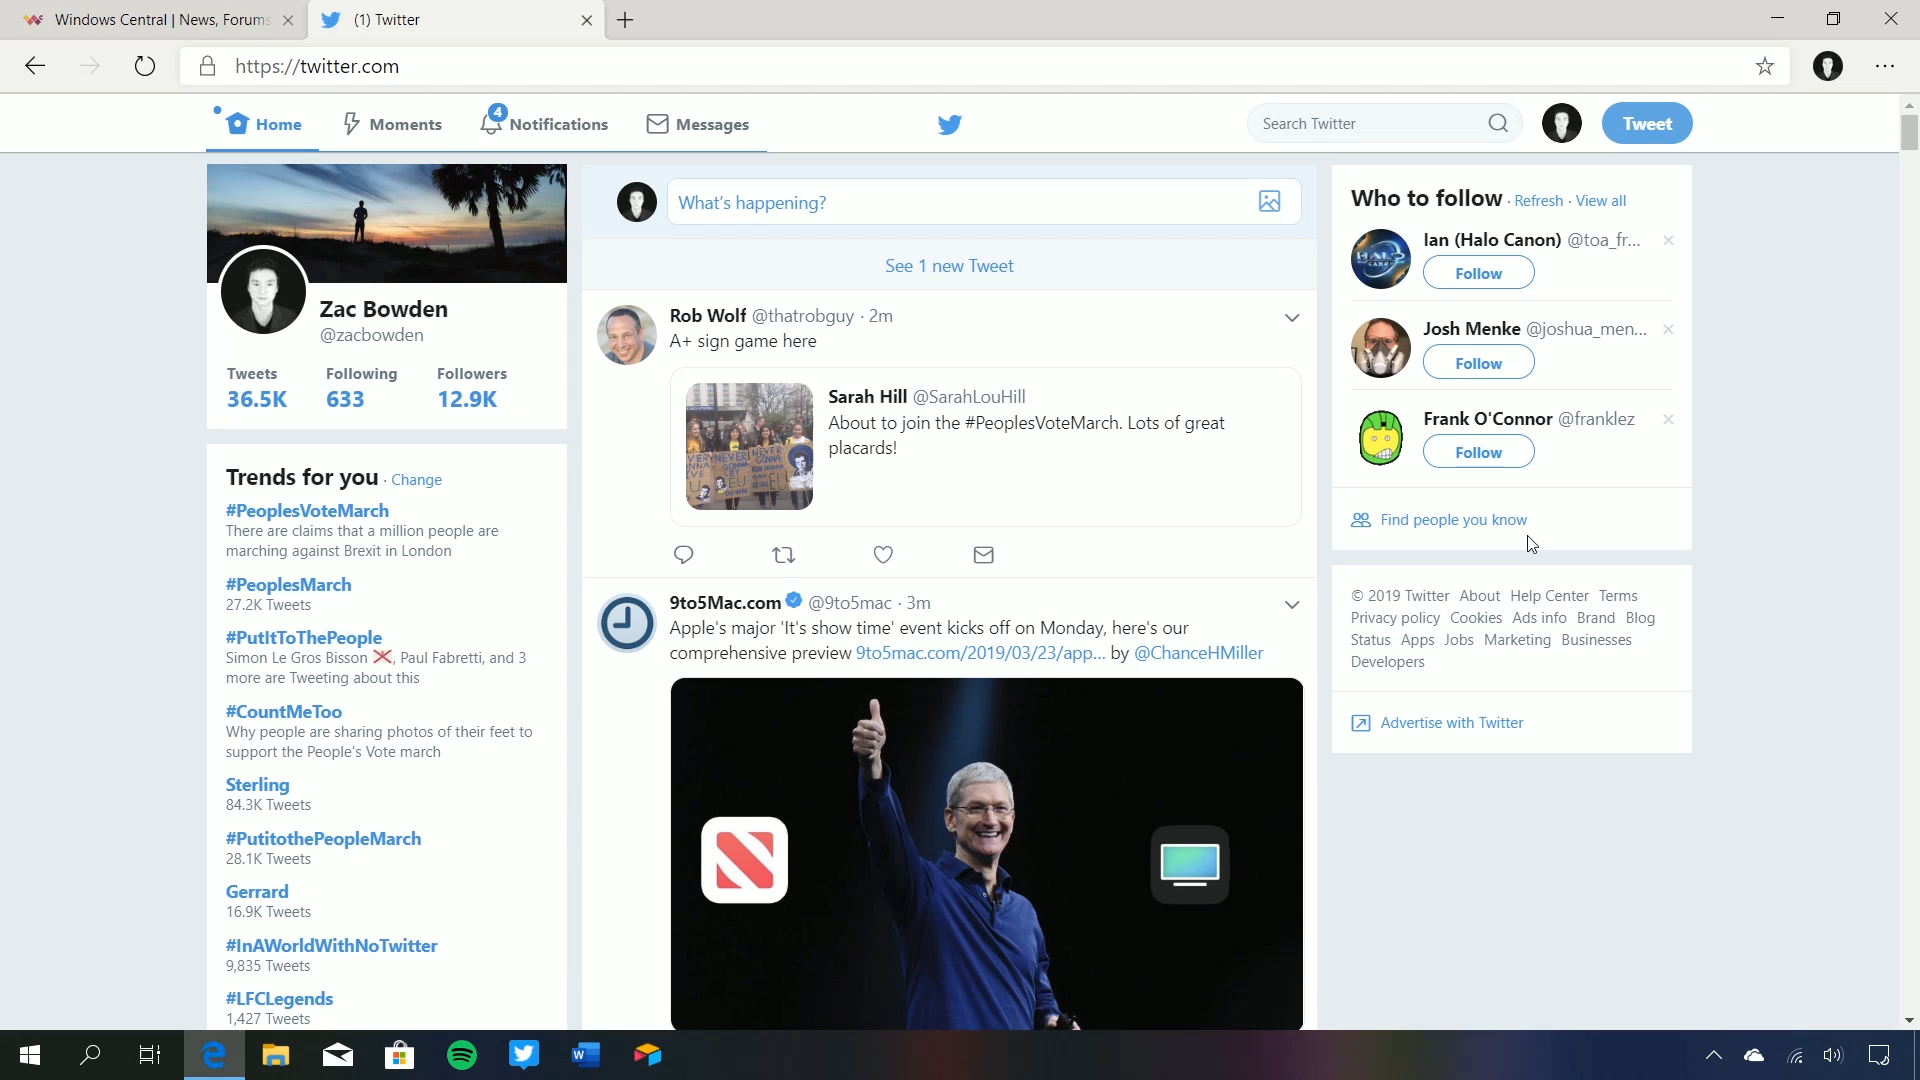 Windows Central | News, Forums
(1) Twitter
https://twitter.com
Home
Moments
4
Notifications
Messages
Search Twitter
Tweet
Zac Bowden
@zacbowden
Tweets Following Followers
36.5K 633 12.9K
Trends for you · Change
#PeoplesVoteMarch
There are claims that a million people are
marching against Brexit in London
#PeoplesMarch
27.2K Tweets
#PutItToThePeople
Simon Le Gros Bisson , Paul Fabretti, and 3
more are Tweeting about this
#CountMeToo
Why people are sharing photos of their feet to
support the People's Vote march
Sterling
84.3K Tweets
#PutitothePeopleMarch
28.1K Tweets
Gerrard
16.9K Tweets
#InAWorldWithNoTwitter
9,835 Tweets
#LFCLegends
1,427 Tweets
What's happening?
See 1 new Tweet
Rob Wolf @thatrobguy · 2m
A+ sign game here
Sarah Hill @SarahLouHill
About to join the #PeoplesVoteMarch. Lots of great
placards!
NEVER NEVER
GONNA GONNA
LET
EU EU
DOWN
9to5Mac.com @9to5mac · 3m
Apple's major 'It's show time' event kicks off on Monday, here's our
comprehensive preview 9to5mac.com/2019/03/23/app... by @ChanceHMiller
Who to follow · Refresh · View all
Ian (Halo Canon) @toa_fr...
Follow
Josh Menke @joshua_men...
Follow
Frank O'Connor @franklez
Follow
Find people you know
© 2019 Twitter About Help Center Terms
Privacy policy Cookies Ads info Brand Blog
Status Apps Jobs Marketing Businesses
Developers
Advertise with Twitter